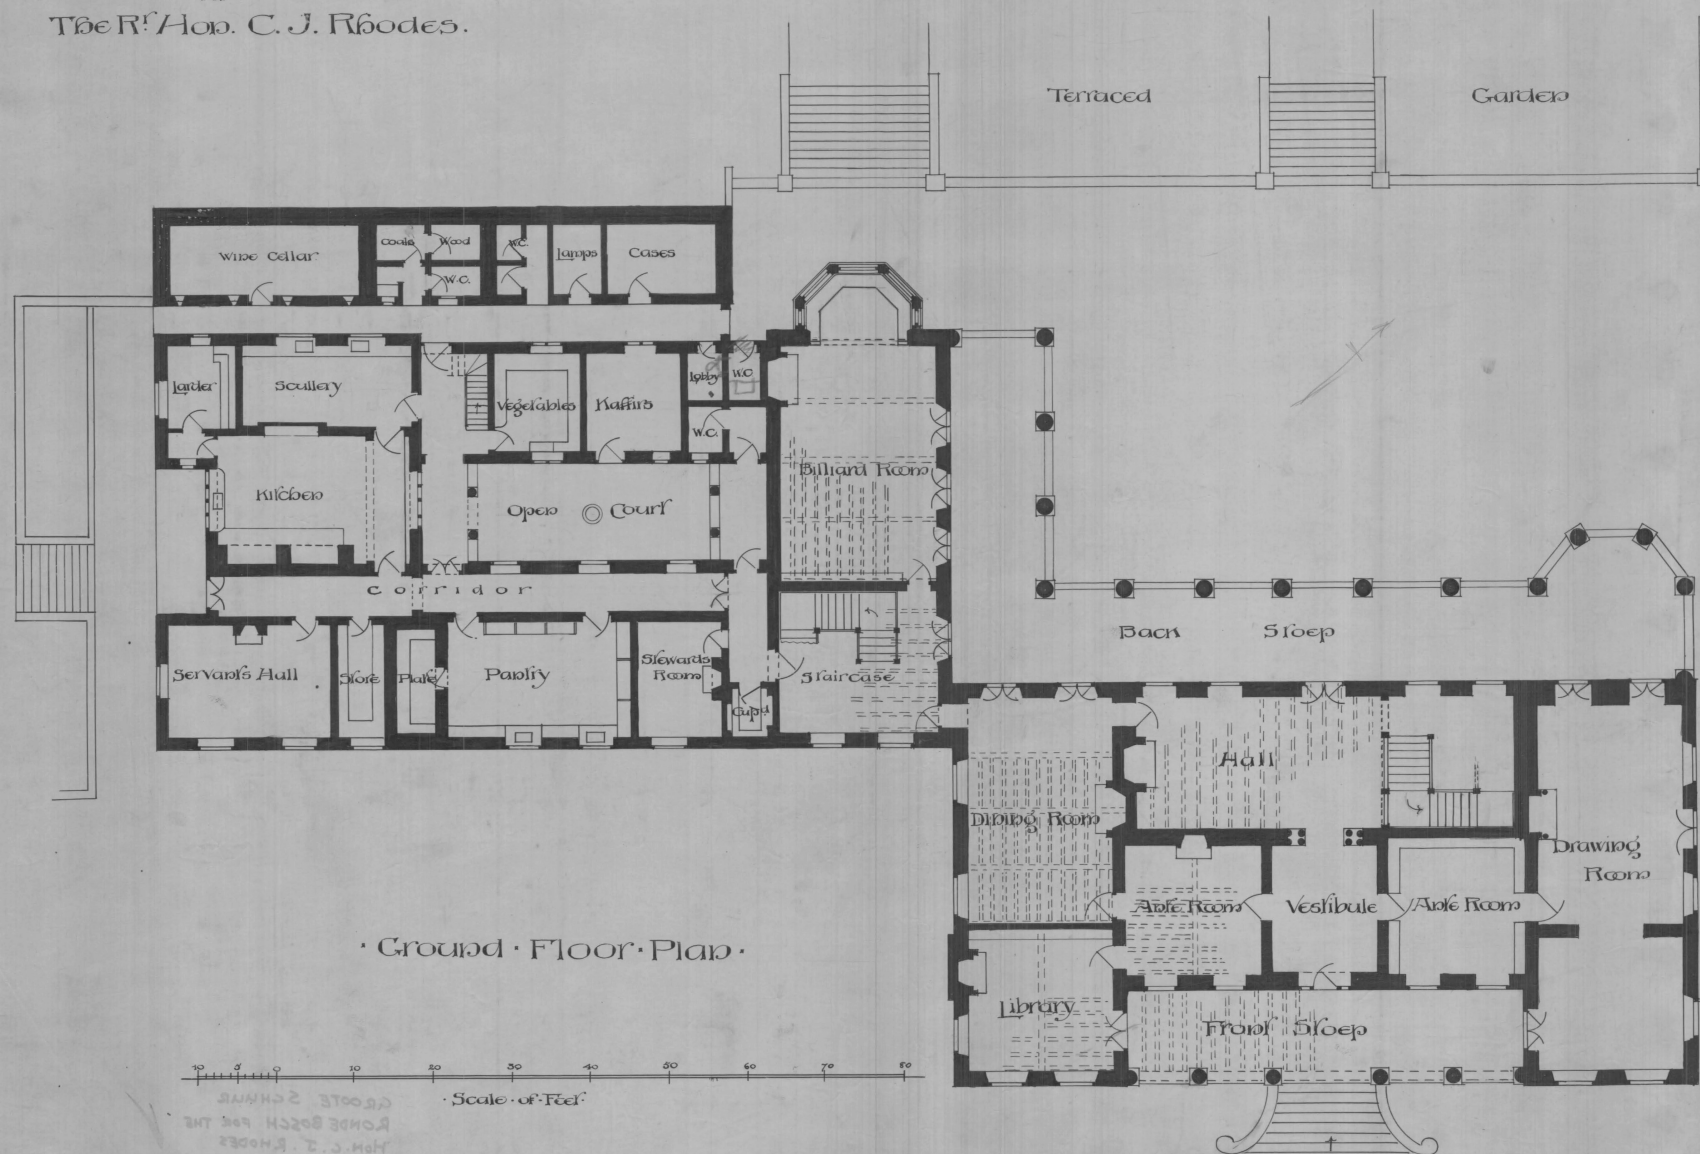 The Rt. Hon. C. J. Rhodes.
Terraced Garden
Wine Cellar
Coals
Wood
W.C.
W.C.
Lamps
Cases
Larder
Scullery
Vegetables
Kaffirs
Lobby
W.C
W.C.
Kitchen
Open Court
Billiard Room
Corridor
Back Stoep
Servants Hall
Store
Plate
Pantry
Stewards
Room
Cupd
Staircase
Hall
Dining Room
Drawing
Room
Ante Room
Vestibule
Ante Room
Library
Front Stoep
· Ground · Floor · Plan ·
10 5 0 10 20 30 40 50 60 70 80
· Scale · of · Feet ·
GROOTE SCHUUR
RONDEBOSCH FOR THE
HON. C. J. RHODES